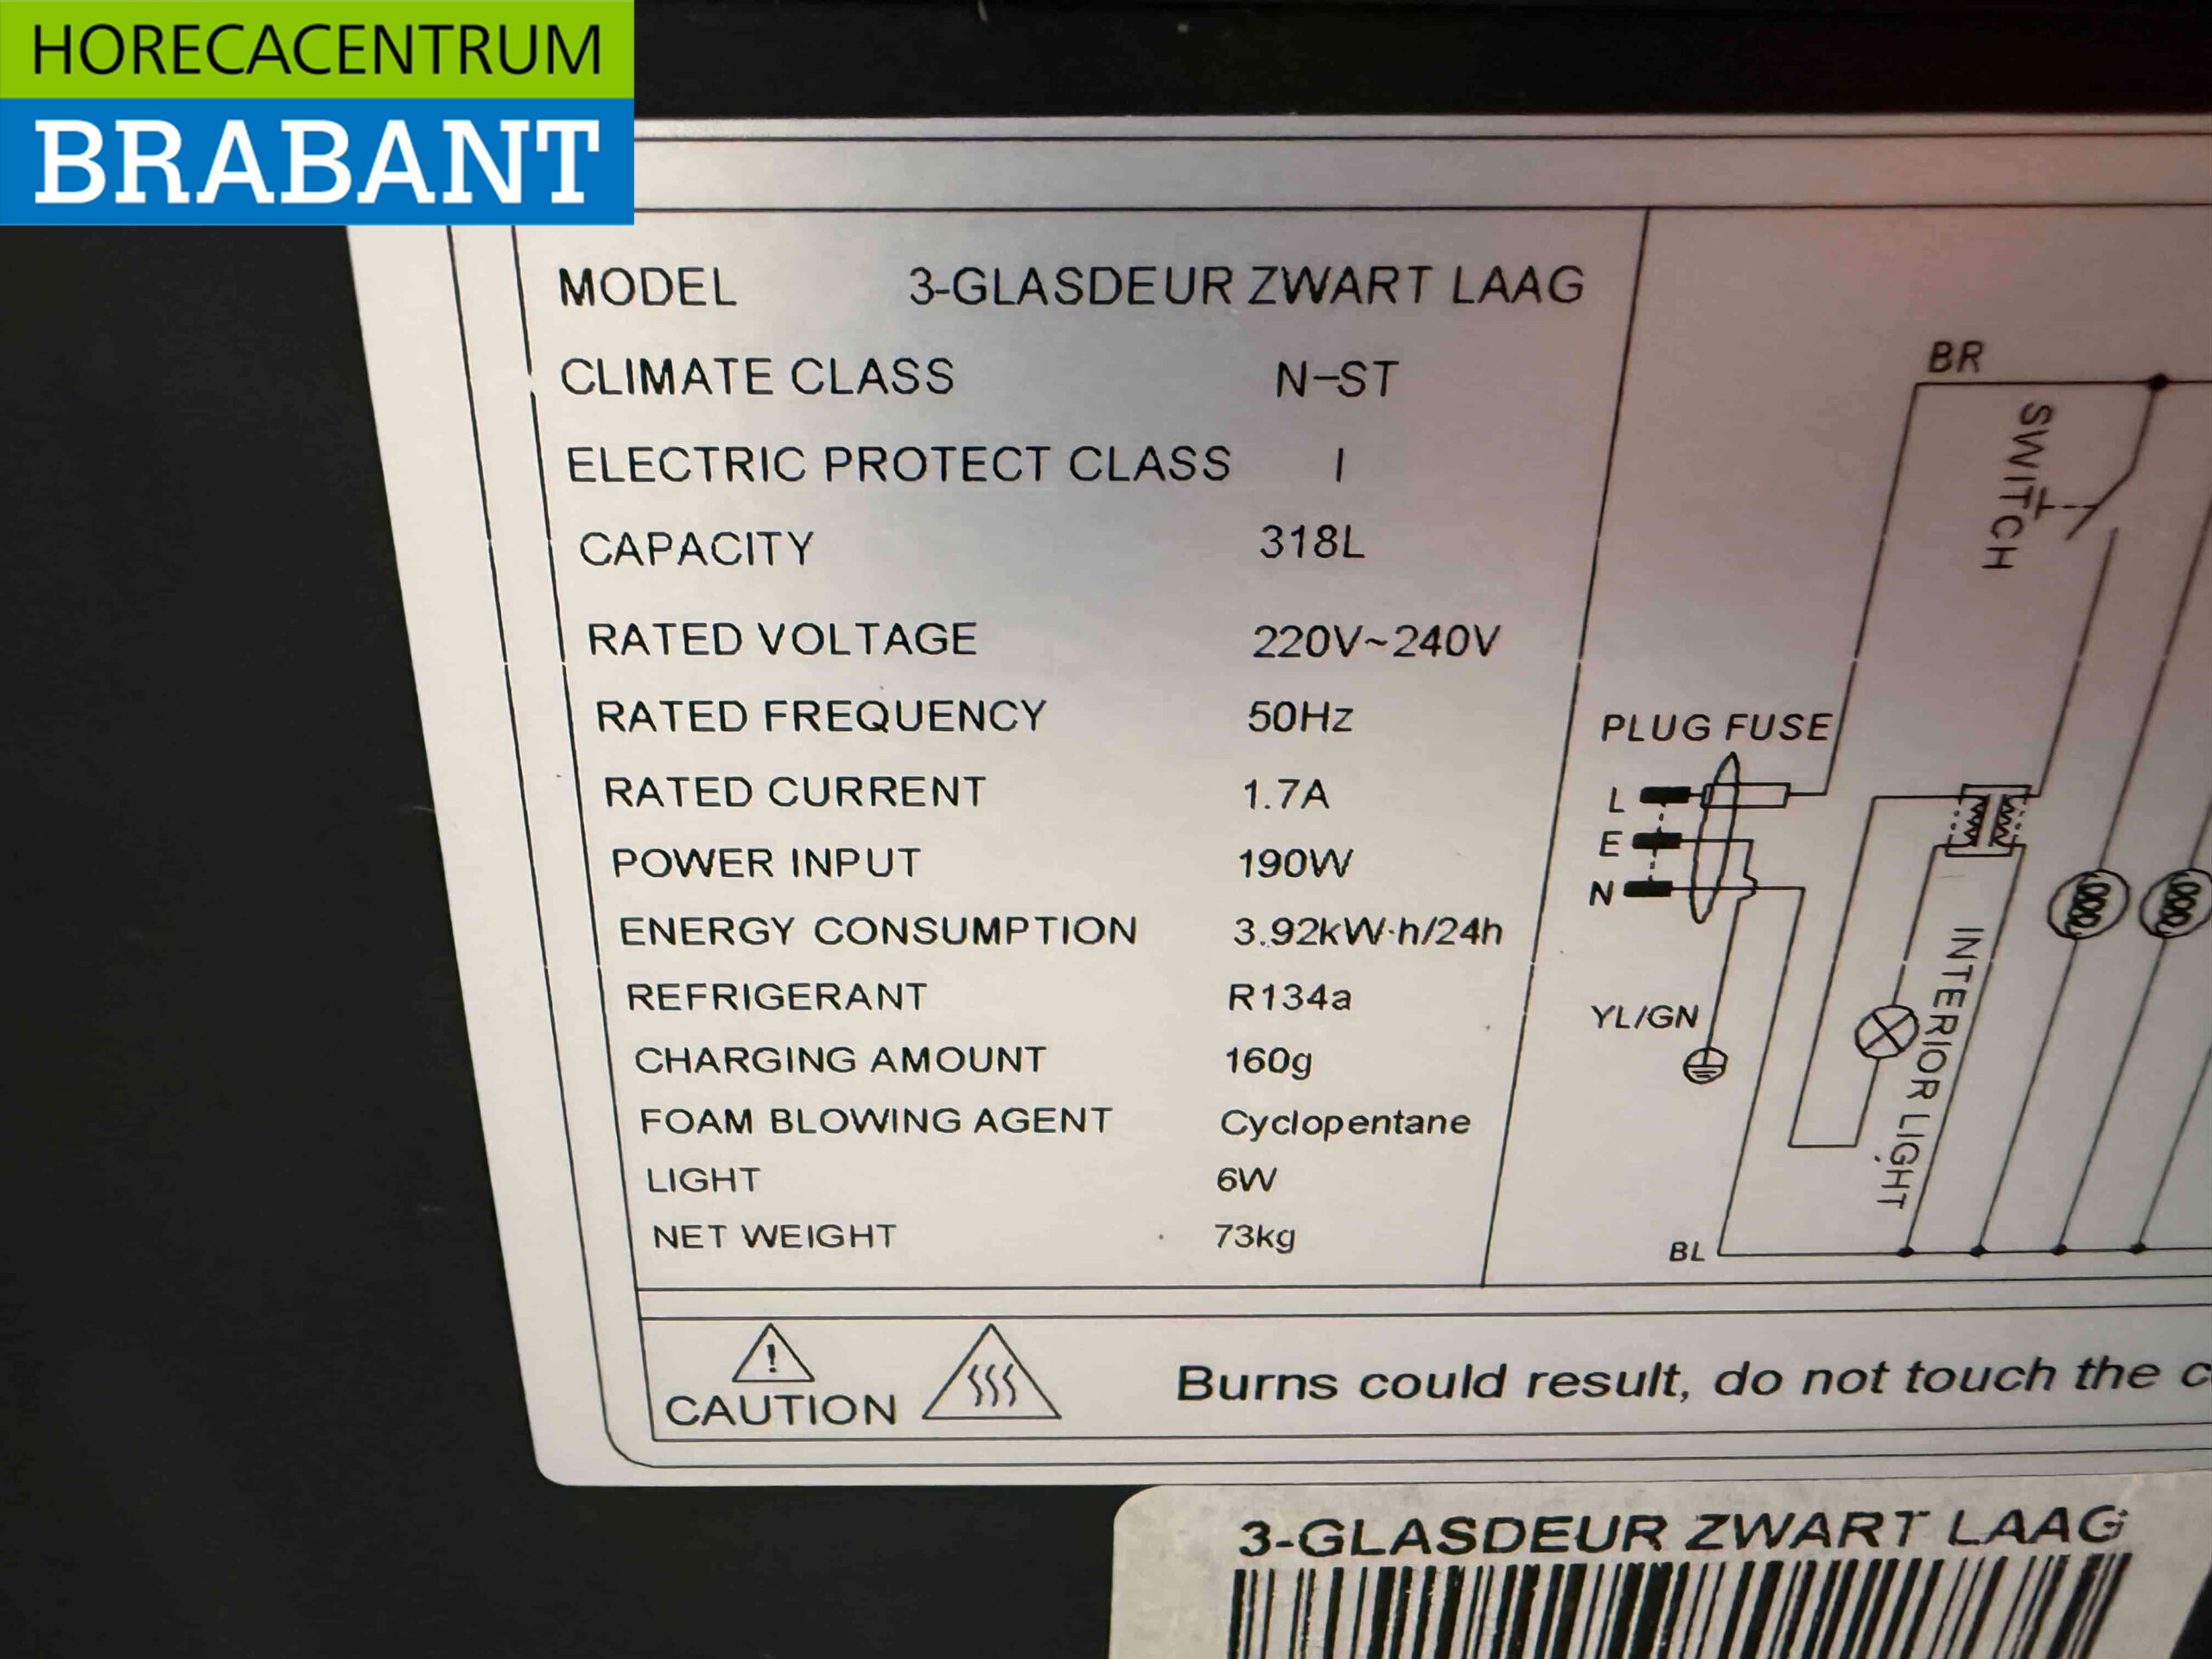 HORECACENTRUM
BRABANT
MODEL 3-GLASDEUR ZWART LAAG
CLIMATE CLASS N-ST
ELECTRIC PROTECT CLASS I
CAPACITY 318L
RATED VOLTAGE 220V~240V
RATED FREQUENCY 50Hz
RATED CURRENT 1.7A
POWER INPUT 190W
ENERGY CONSUMPTION 3.92kW·h/24h
REFRIGERANT R134a
CHARGING AMOUNT 160g
FOAM BLOWING AGENT Cyclopentane
LIGHT 6W
NET WEIGHT 73kg
BR
SWITCH
PLUG FUSE
L
E
N
YL/GN
INTERIOR LIGHT
BL
CAUTION
Burns could result, do not touch the
3-GLASDEUR ZWART LAAG